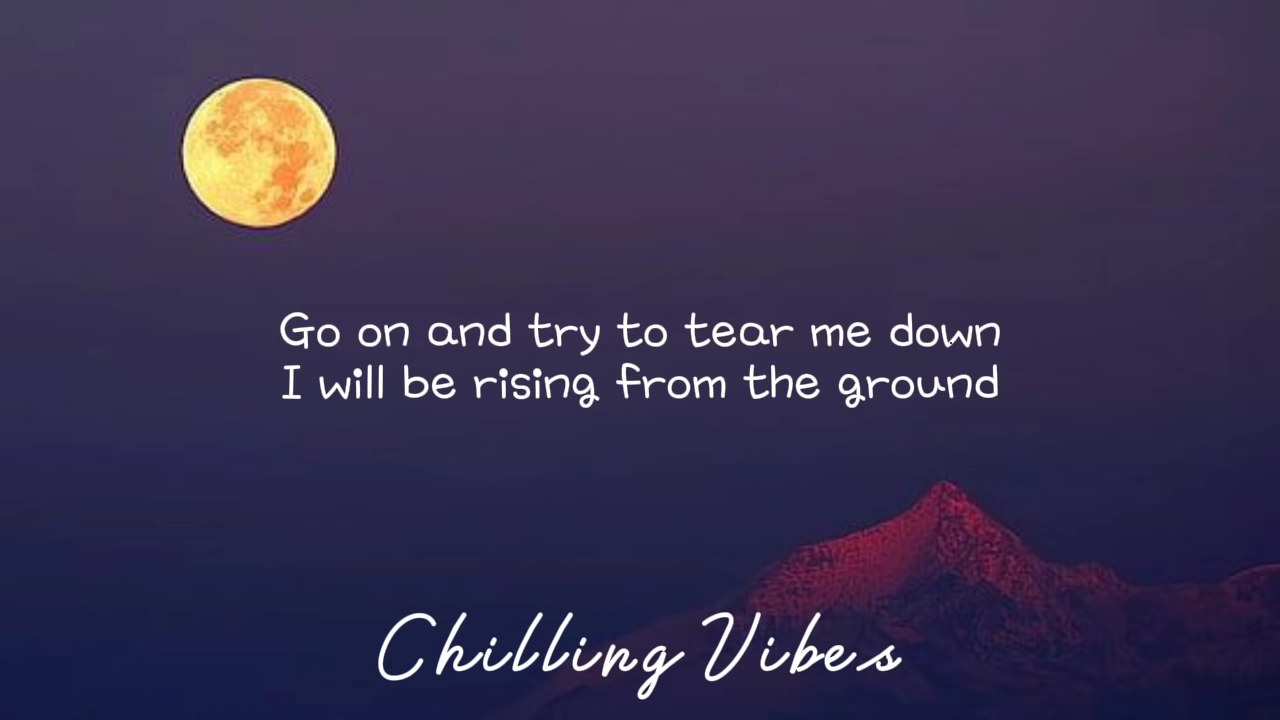 Go on and try to tear me down
I will be rising from the ground
Chilling Vibes